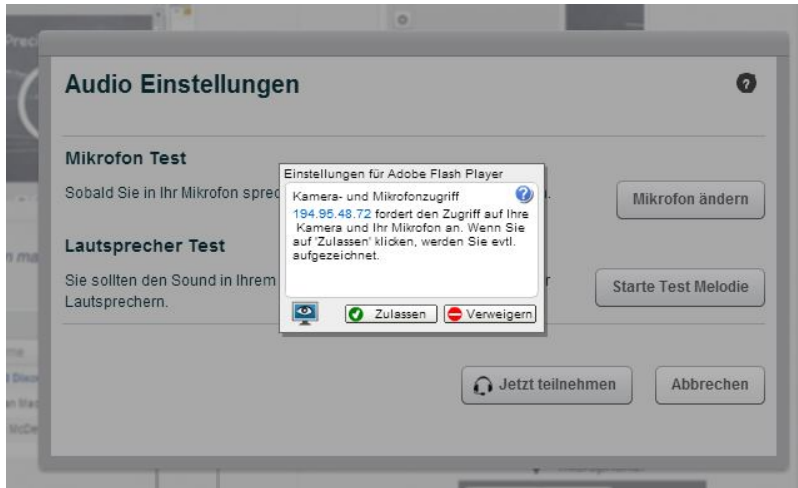 Audio Einstellungen
?
Mikrofon Test
Sobald Sie in Ihr Mikrofon
Mikrofon ändern
Einstellungen für Adobe Flash Player
Kamera- und Mikrofonzugriff
?
194.95.48.72 fordert den Zugriff auf Ihre
Kamera und Ihr Mikrofon an. Wenn Sie
auf 'Zulassen' klicken, werden Sie evtl.
aufgezeichnet.
Zulassen
Verweigern
Lautsprecher Test
Sie sollten den Sound in Ihrem
Lautsprechern.
Starte Test Melodie
Jetzt teilnehmen
Abbrechen